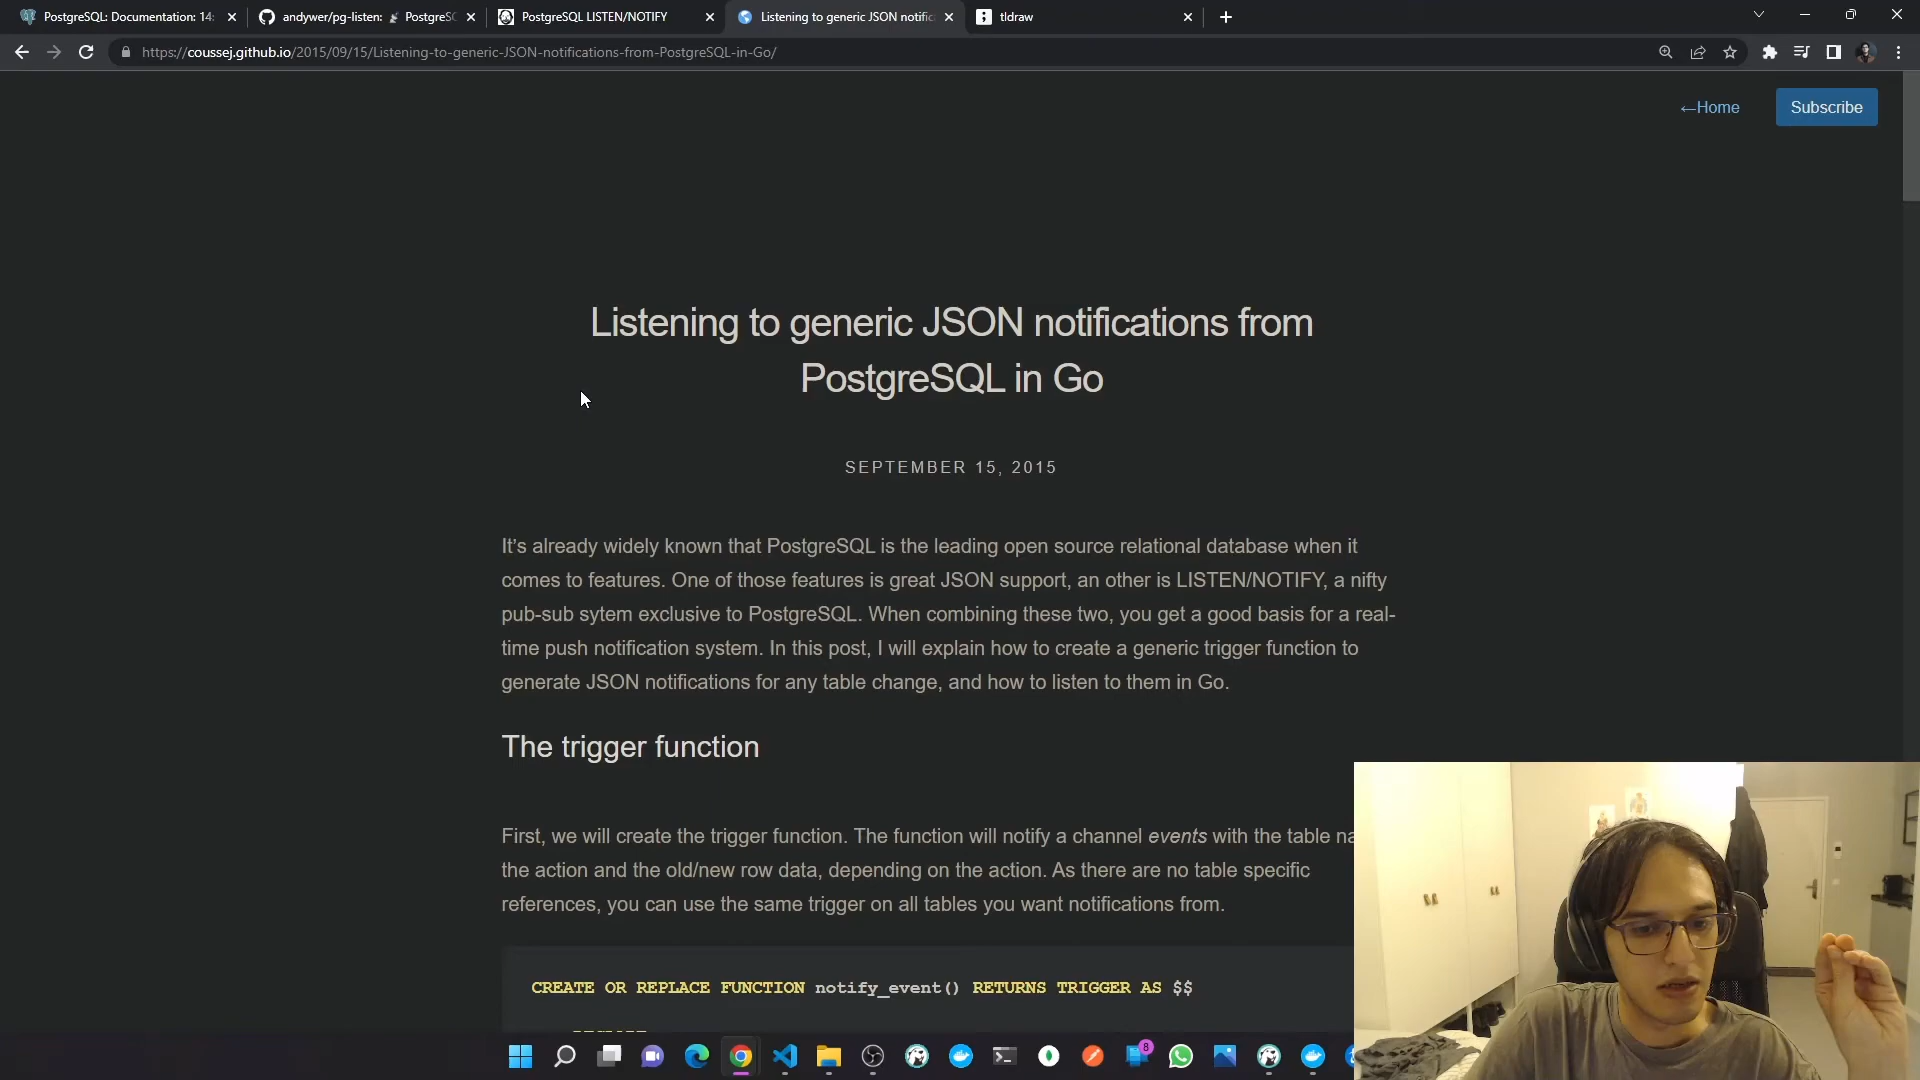 PostgreSQL: Documentation: 14:
andywer/pg-listen: PostgreSQ
PostgreSQL LISTEN/NOTIFY
Listening to generic JSON notific
tldraw
https://coussej.github.io/2015/09/15/Listening-to-generic-JSON-notifications-from-PostgreSQL-in-Go/
←Home
Subscribe
Listening to generic JSON notifications from
PostgreSQL in Go
SEPTEMBER 15, 2015
It's already widely known that PostgreSQL is the leading open source relational database when it
comes to features. One of those features is great JSON support, an other is LISTEN/NOTIFY, a nifty
pub-sub sytem exclusive to PostgreSQL. When combining these two, you get a good basis for a real-
time push notification system. In this post, I will explain how to create a generic trigger function to
generate JSON notifications for any table change, and how to listen to them in Go.
The trigger function
First, we will create the trigger function. The function will notify a channel events with the table na
the action and the old/new row data, depending on the action. As there are no table specific
references, you can use the same trigger on all tables you want notifications from.
CREATE OR REPLACE FUNCTION notify_event() RETURNS TRIGGER AS $$
8